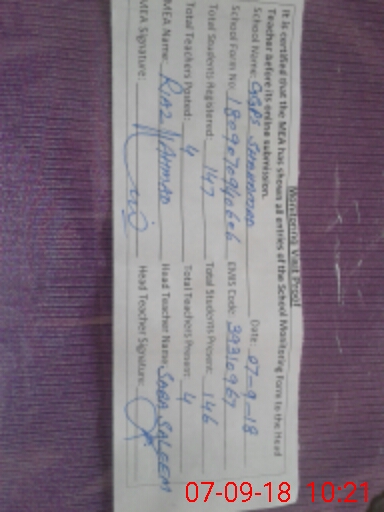 Monitoring Visit Proof
It is certified that the MEA has shown all entries of the School Monitoring Form to the Head
Teacher before its online submission.
School Name: GGPS Date: 07-9-18
School Form No: EMIS Code: 39310967
Total Students Registered: 147 Total Students Present: 146
Total Teachers Posted: 4 Total Teachers Present: 4
MEA Name: RIAZ AHMAD Head Teacher Name: SABA SALEEM
MEA Signature: Head Teacher Signature:
07-09-18 10:21